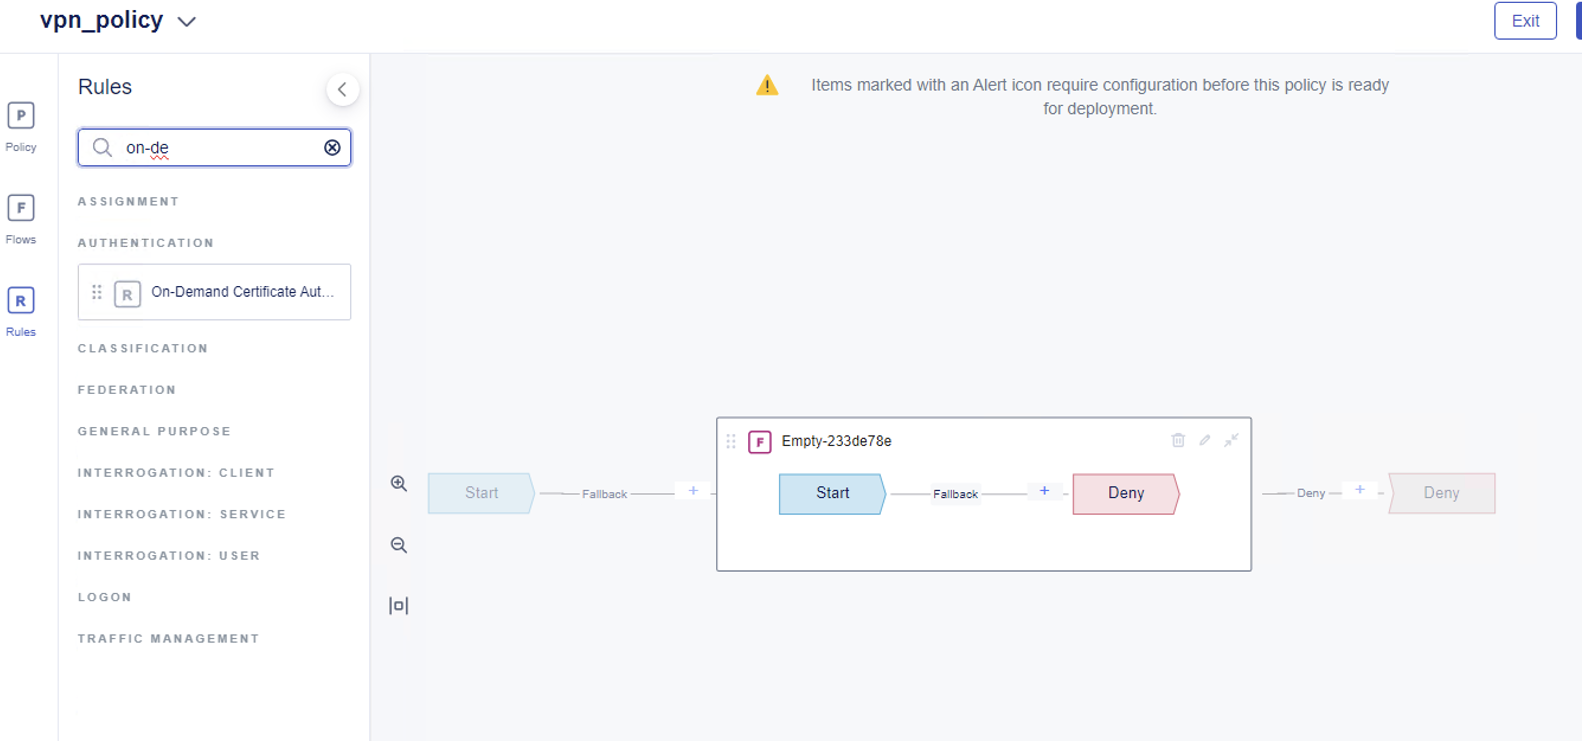 vpn_policy
Exit
P
Policy
F
Flows
R
Rules
Rules
on-de
ASSIGNMENT
AUTHENTICATION
R On-Demand Certificate Aut...
CLASSIFICATION
FEDERATION
GENERAL PURPOSE
INTERROGATION: CLIENT
INTERROGATION: SERVICE
INTERROGATION: USER
LOGON
TRAFFIC MANAGEMENT
Items marked with an Alert icon require configuration before this policy is ready
for deployment.
F Empty-233de78e
Start Fallback + Start Fallback + Deny Deny + Deny